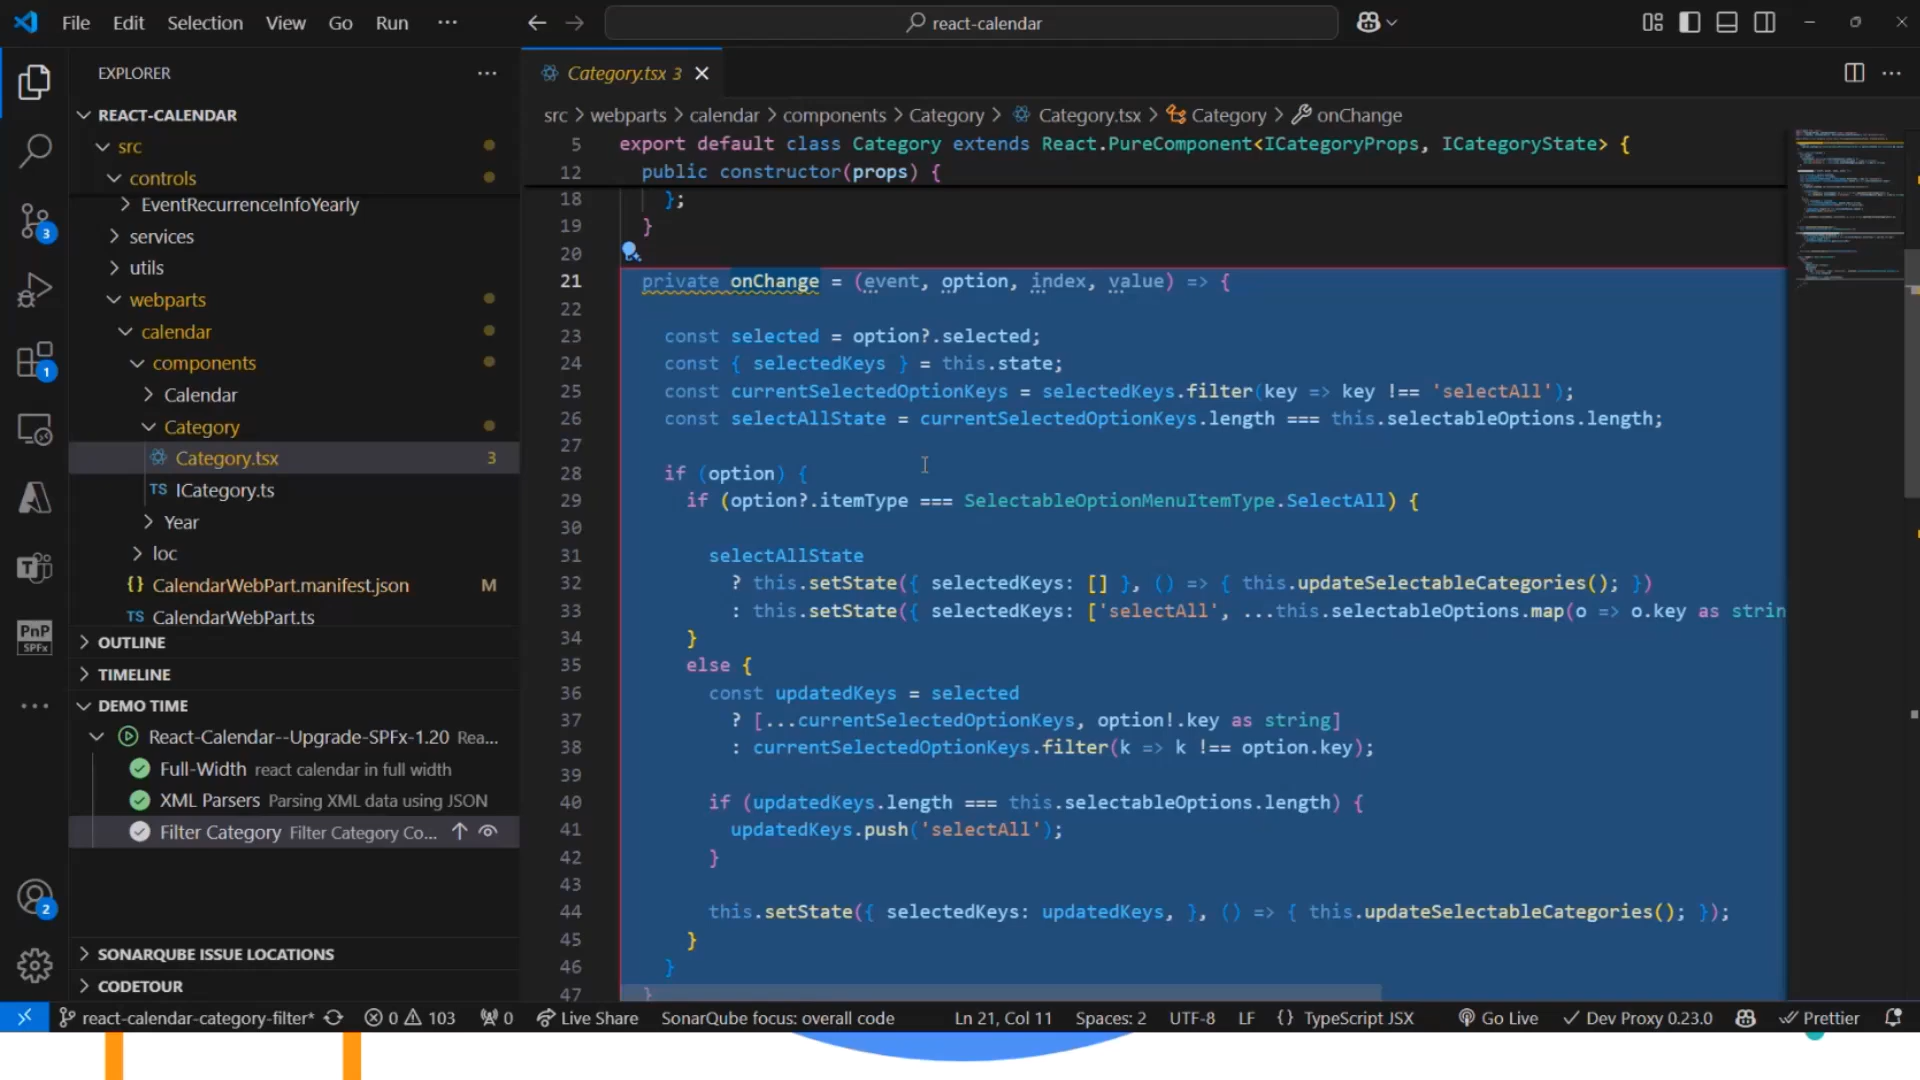 File Edit Selection View Go Run ···
react-calendar
EXPLORER
REACT-CALENDAR
src
controls
EventRecurrenceInfoYearly
services
utils
webparts
calendar
components
Calendar
Category
Category.tsx 3
TS ICategory.ts
Year
loc
{} CalendarWebPart.manifest.json M
TS CalendarWebPart.ts
OUTLINE
TIMELINE
DEMO TIME
React-Calendar--Upgrade-SPFx-1.20 Rea...
Full-Width react calendar in full width
XML Parsers Parsing XML data using JSON
Filter Category Filter Category Co...
SONARQUBE ISSUE LOCATIONS
CODETOUR
3
1
PnP
SPFx
2
Category.tsx 3
src > webparts > calendar > components > Category > Category.tsx > Category > onChange
5 export default class Category extends React.PureComponent<ICategoryProps, ICategoryState> {
12 public constructor(props) {
18 };
19 }
20
21 private onChange = (event, option, index, value) => {
22
23 const selected = option?.selected;
24 const { selectedKeys } = this.state;
25 const currentSelectedOptionKeys = selectedKeys.filter(key => key !== 'selectAll');
26 const selectAllState = currentSelectedOptionKeys.length === this.selectableOptions.length;
27
28 if (option) {
29 if (option?.itemType === SelectableOptionMenuItemType.SelectAll) {
30
31 selectAllState
32 ? this.setState({ selectedKeys: [] }, () => { this.updateSelectableCategories(); })
33 : this.setState({ selectedKeys: ['selectAll', ...this.selectableOptions.map(o => o.key as strin
34 }
35 else {
36 const updatedKeys = selected
37 ? [...currentSelectedOptionKeys, option!.key as string]
38 : currentSelectedOptionKeys.filter(k => k !== option.key);
39
40 if (updatedKeys.length === this.selectableOptions.length) {
41 updatedKeys.push('selectAll');
42 }
43
44 this.setState({ selectedKeys: updatedKeys, }, () => { this.updateSelectableCategories(); });
45 }
46 }
47 }
react-calendar-category-filter* 0 103 0 Live Share SonarQube focus: overall code Ln 21, Col 11 Spaces: 2 UTF-8 LF {} TypeScript JSX Go Live Dev Proxy 0.23.0 Prettier